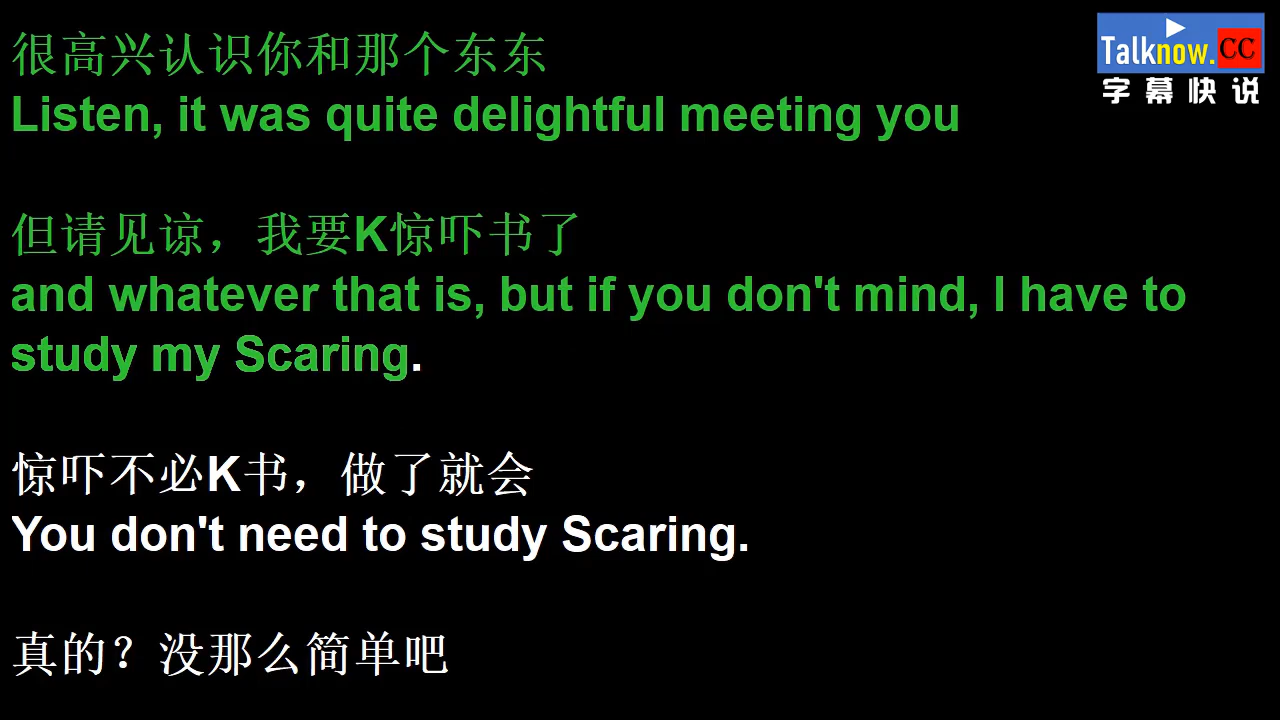 很高兴认识你和那个东东
Listen, it was quite delightful meeting you
但请见谅，我要K惊吓书了
and whatever that is, but if you don't mind, I have to
study my Scaring.
惊吓不必K书，做了就会
You don't need to study Scaring.
真的？没那么简单吧
Talknow.CC
字幕快说